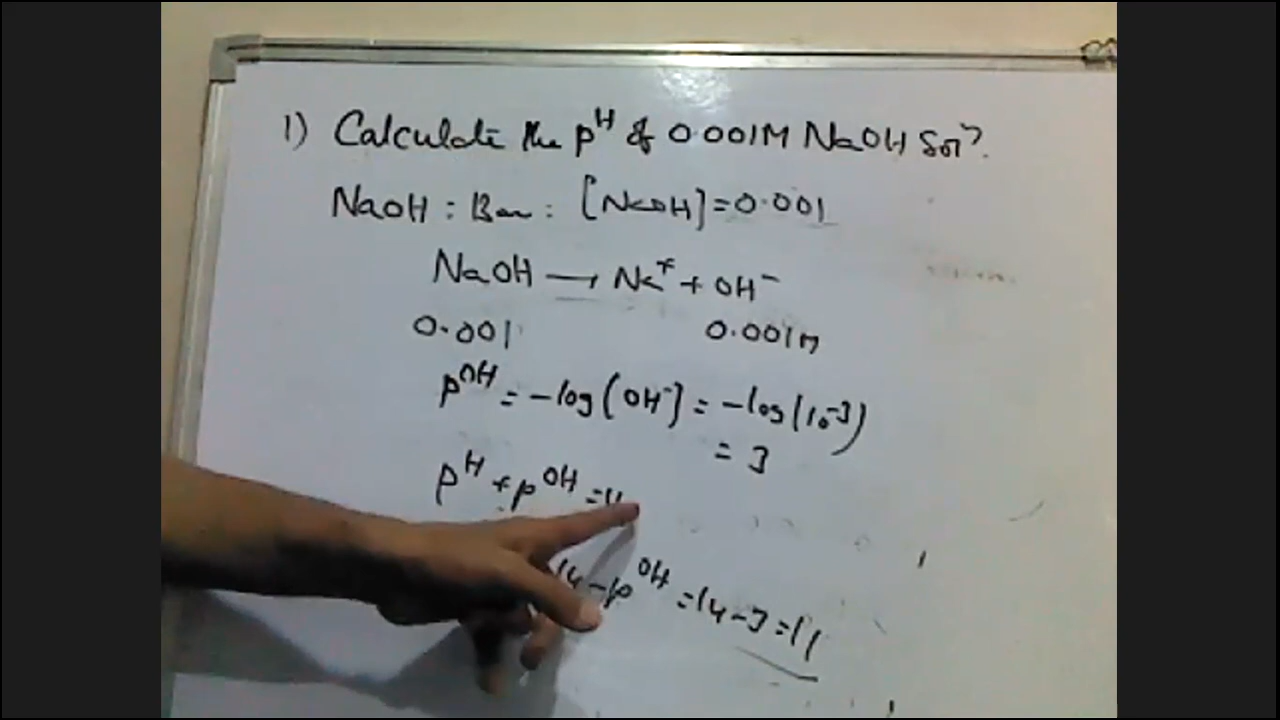 1) Calculate the pᴴ of 0.001M NaOH Solⁿ.
NaOH : Base : [NaOH] = 0.001
NaOH → Na⁺ + OH⁻
0.001 0.001M
pᴼᴴ = -log(OH⁻] = -log(10⁻³)
= 3
pᴴ + pᴼᴴ = 14
14 - pᴼᴴ = 14 - 3 = 11